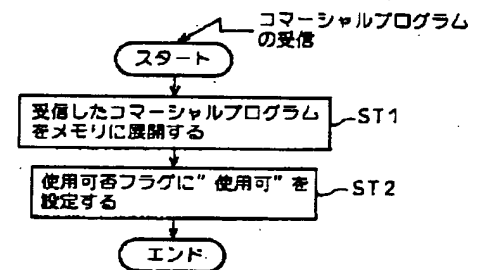 コマーシャルプログラム
の受信
スタート
受信したコマーシャルプログラム
をメモリに展開する
ST1
使用可否フラグに"使用可"を
設定する
ST2
エンド